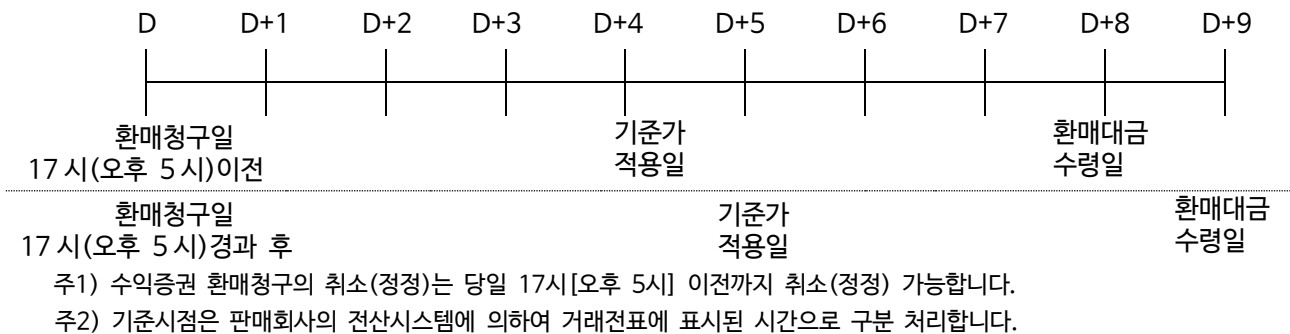 D D+1 D+2 D+3 D+4 D+5 D+6 D+7 D+8 D+9
환매청구일 기준가 환매대금
17시(오후 5시)이전 적용일 수령일
환매청구일 기준가 환매대금
17시(오후 5시)경과 후 적용일 수령일
주1) 수익증권 환매청구의 취소(정정)는 당일 17시[오후 5시] 이전까지 취소(정정) 가능합니다.
주2) 기준시점은 판매회사의 전산시스템에 의하여 거래전표에 표시된 시간으로 구분 처리합니다.